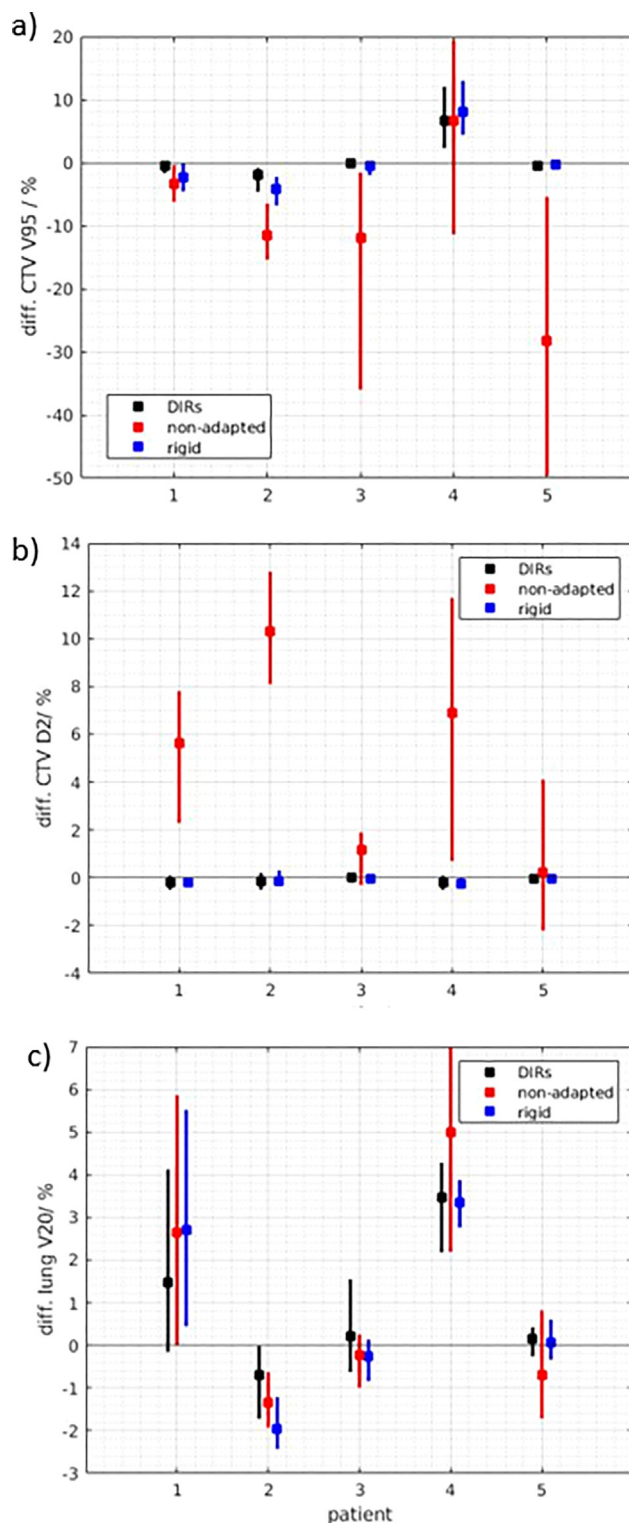 a)
20
10
0
-10
-20
-30
-40
-50
diff. CTV V95 / %
DIRs
non-adapted
rigid
1 2 3 4 5
b)
14
12
10
8
6
4
2
0
-2
-4
diff. CTV D2/ %
DIRs
non-adapted
rigid
1 2 3 4 5
c)
7
6
5
4
3
2
1
0
-1
-2
-3
diff. lung V20/ %
DIRs
non-adapted
rigid
1 2 3 4 5
patient